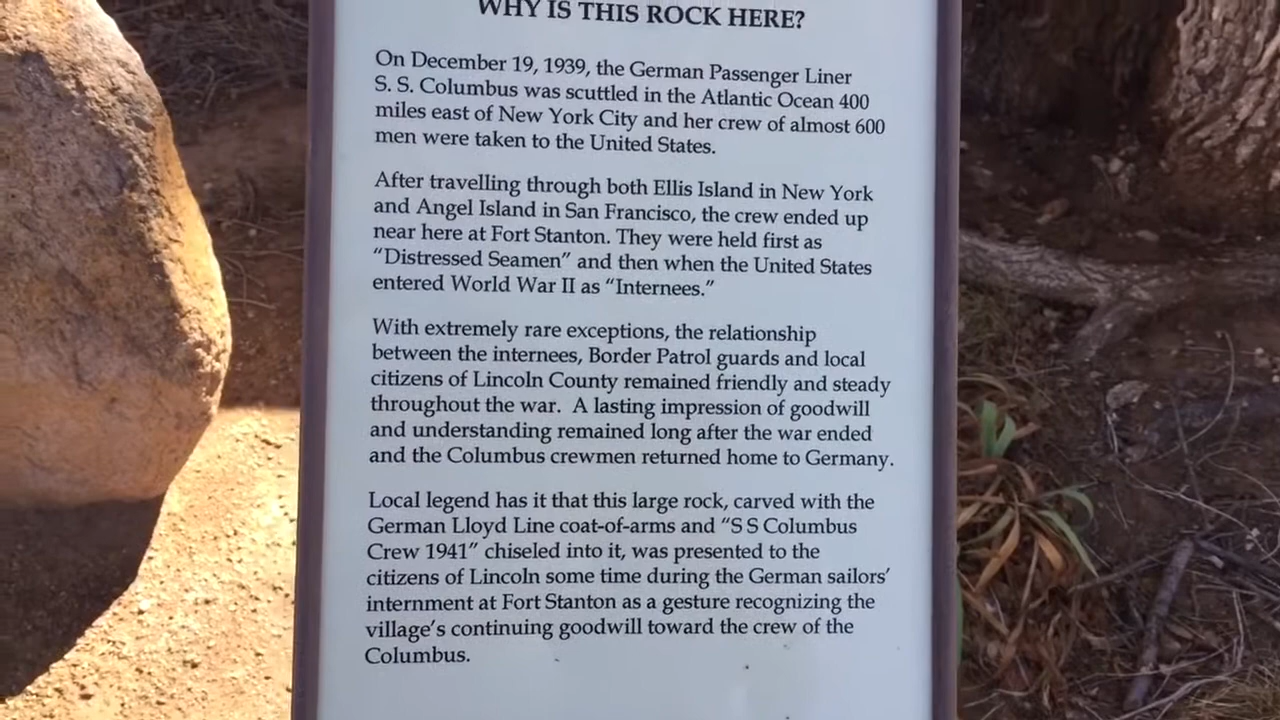 WHY IS THIS ROCK HERE?
On December 19, 1939, the German Passenger Liner
S. S. Columbus was scuttled in the Atlantic Ocean 400
miles east of New York City and her crew of almost 600
men were taken to the United States.
After travelling through both Ellis Island in New York
and Angel Island in San Francisco, the crew ended up
near here at Fort Stanton. They were held first as
“Distressed Seamen” and then when the United States
entered World War II as “Internees.”
With extremely rare exceptions, the relationship
between the internees, Border Patrol guards and local
citizens of Lincoln County remained friendly and steady
throughout the war.  A lasting impression of goodwill
and understanding remained long after the war ended
and the Columbus crewmen returned home to Germany.
Local legend has it that this large rock, carved with the
German Lloyd Line coat-of-arms and “S S Columbus
Crew 1941” chiseled into it, was presented to the
citizens of Lincoln some time during the German sailors’
internment at Fort Stanton as a gesture recognizing the
village’s continuing goodwill toward the crew of the
Columbus.